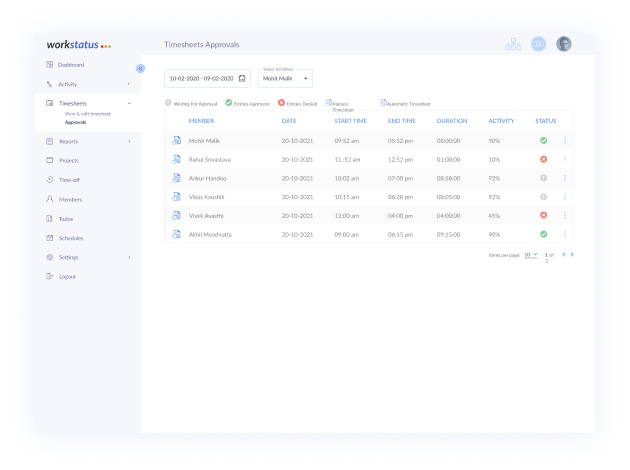 workstatus
Timesheets Approvals
Dashboard
Activity
Timesheets
View & edit timesheet
Approvals
Reports
Projects
Time-off
Members
Todos
Schedules
Settings
Logout
10-02-2020 - 09-02-2020
Select members
Mohit Malik
Waiting For Approval Entries Approved Entries Denied Manual Timesheet Automatic Timesheet
MEMBER DATE START TIME END TIME DURATION ACTIVITY STATUS
Mohit Malik 20-10-2021 09:52 am 05:52 pm 08:00:00 90%
Rahul Srivastava 20-10-2021 11 :52 am 12:52 pm 01:00:00 10%
Ankur Handoo 20-10-2021 10:02 am 07:00 pm 08:58:00 92%
Vikas Kaushik 20-10-2021 10:15 am 06:20 pm 08:05:00 92%
Vivek Avasthi 20-10-2021 12:00 am 04:00 pm 04:00:00 45%
Akhil Mendiratta 20-10-2021 09:00 am 06:15 pm 09:15:00 90%
Items per page: 10 1 of 3